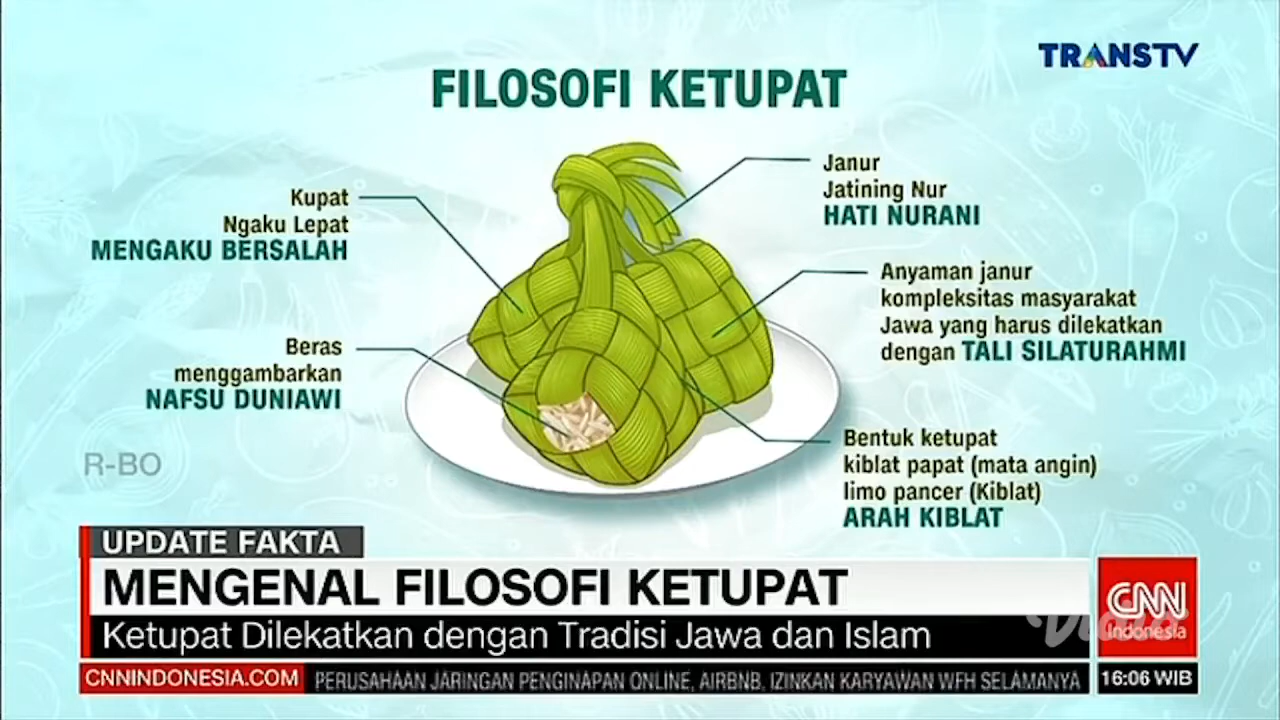 TRANSTV
FILOSOFI KETUPAT
Kupat
Ngaku Lepat
MENGAKU BERSALAH
Janur
Jatining Nur
HATI NURANI
Anyaman janur
kompleksitas masyarakat
Jawa yang harus dilekatkan
dengan TALI SILATURAHMI
Beras
menggambarkan
NAFSU DUNIAWI
Bentuk ketupat
kiblat papat (mata angin)
limo pancer (Kiblat)
ARAH KIBLAT
R-BO
UPDATE FAKTA
MENGENAL FILOSOFI KETUPAT
Ketupat Dilekatkan dengan Tradisi Jawa dan Islam
CNN
Indonesia
Vidio
CNNINDONESIA.COM
PERUSAHAAN JARINGAN PENGINAPAN ONLINE, AIRBNB, IZINKAN KARYAWAN WFH SELAMANYA
16:06 WIB